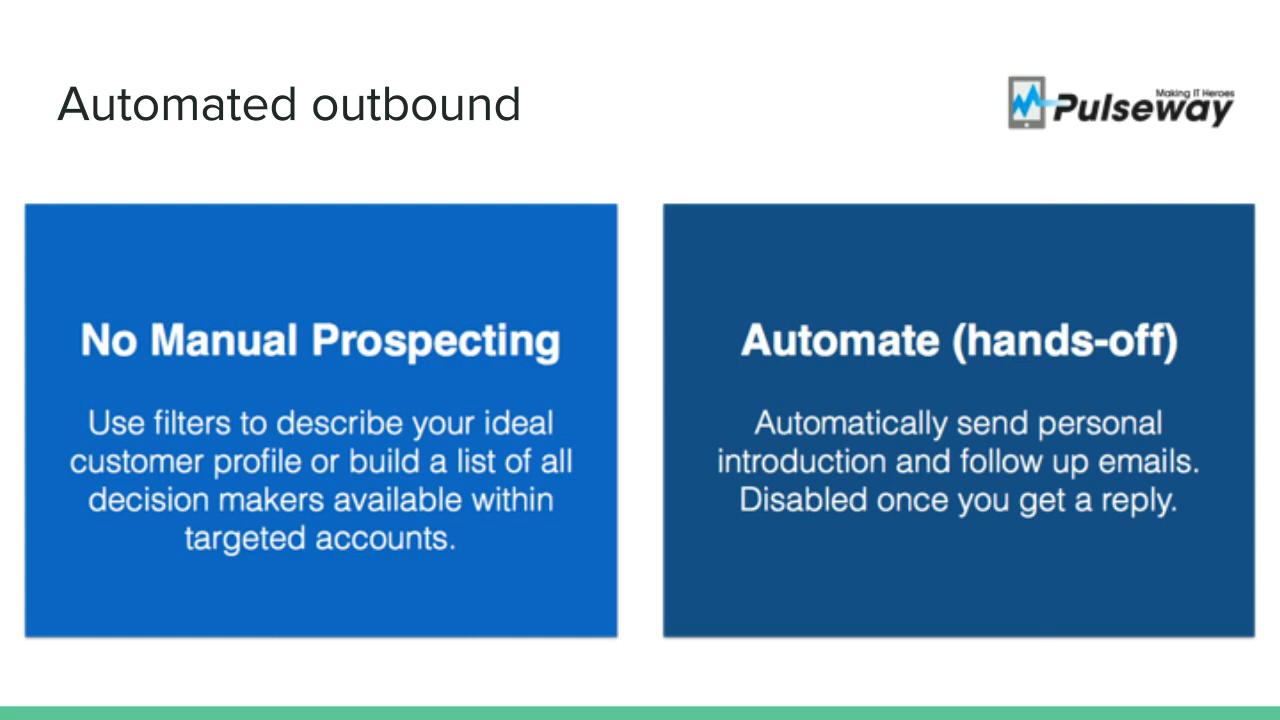 Automated outbound
Making IT Heroes
Pulseway
No Manual Prospecting
Use filters to describe your ideal
customer profile or build a list of all
decision makers available within
targeted accounts.
Automate (hands-off)
Automatically send personal
introduction and follow up emails.
Disabled once you get a reply.